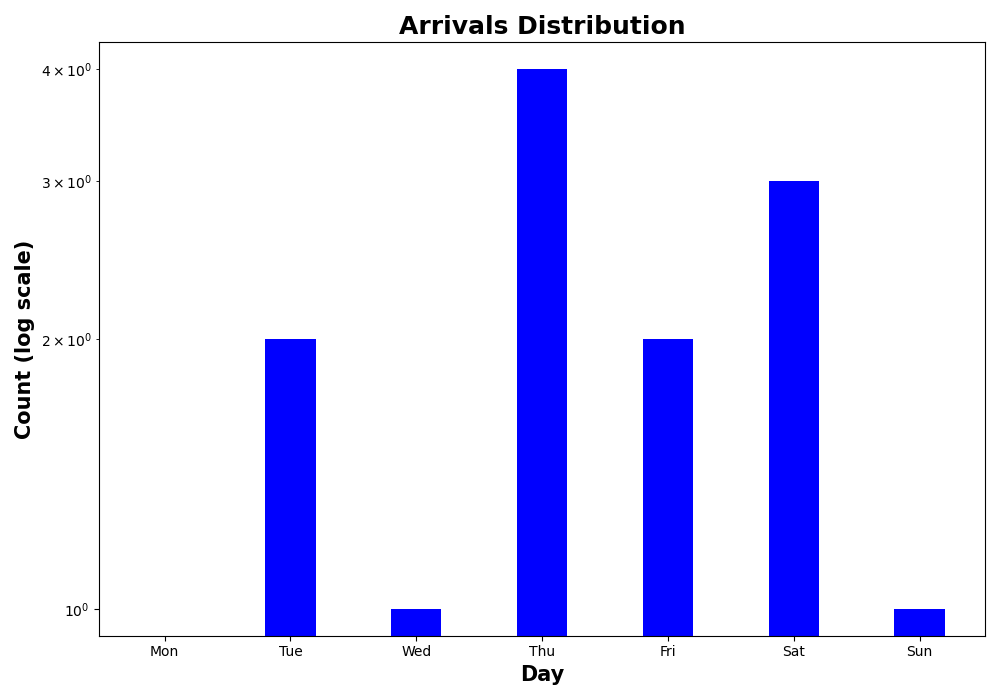 Arrivals Distribution
Count (log scale)
4 × 10⁰
3 × 10⁰
2 × 10⁰
10⁰
Mon Tue Wed Thu Fri Sat Sun
Day